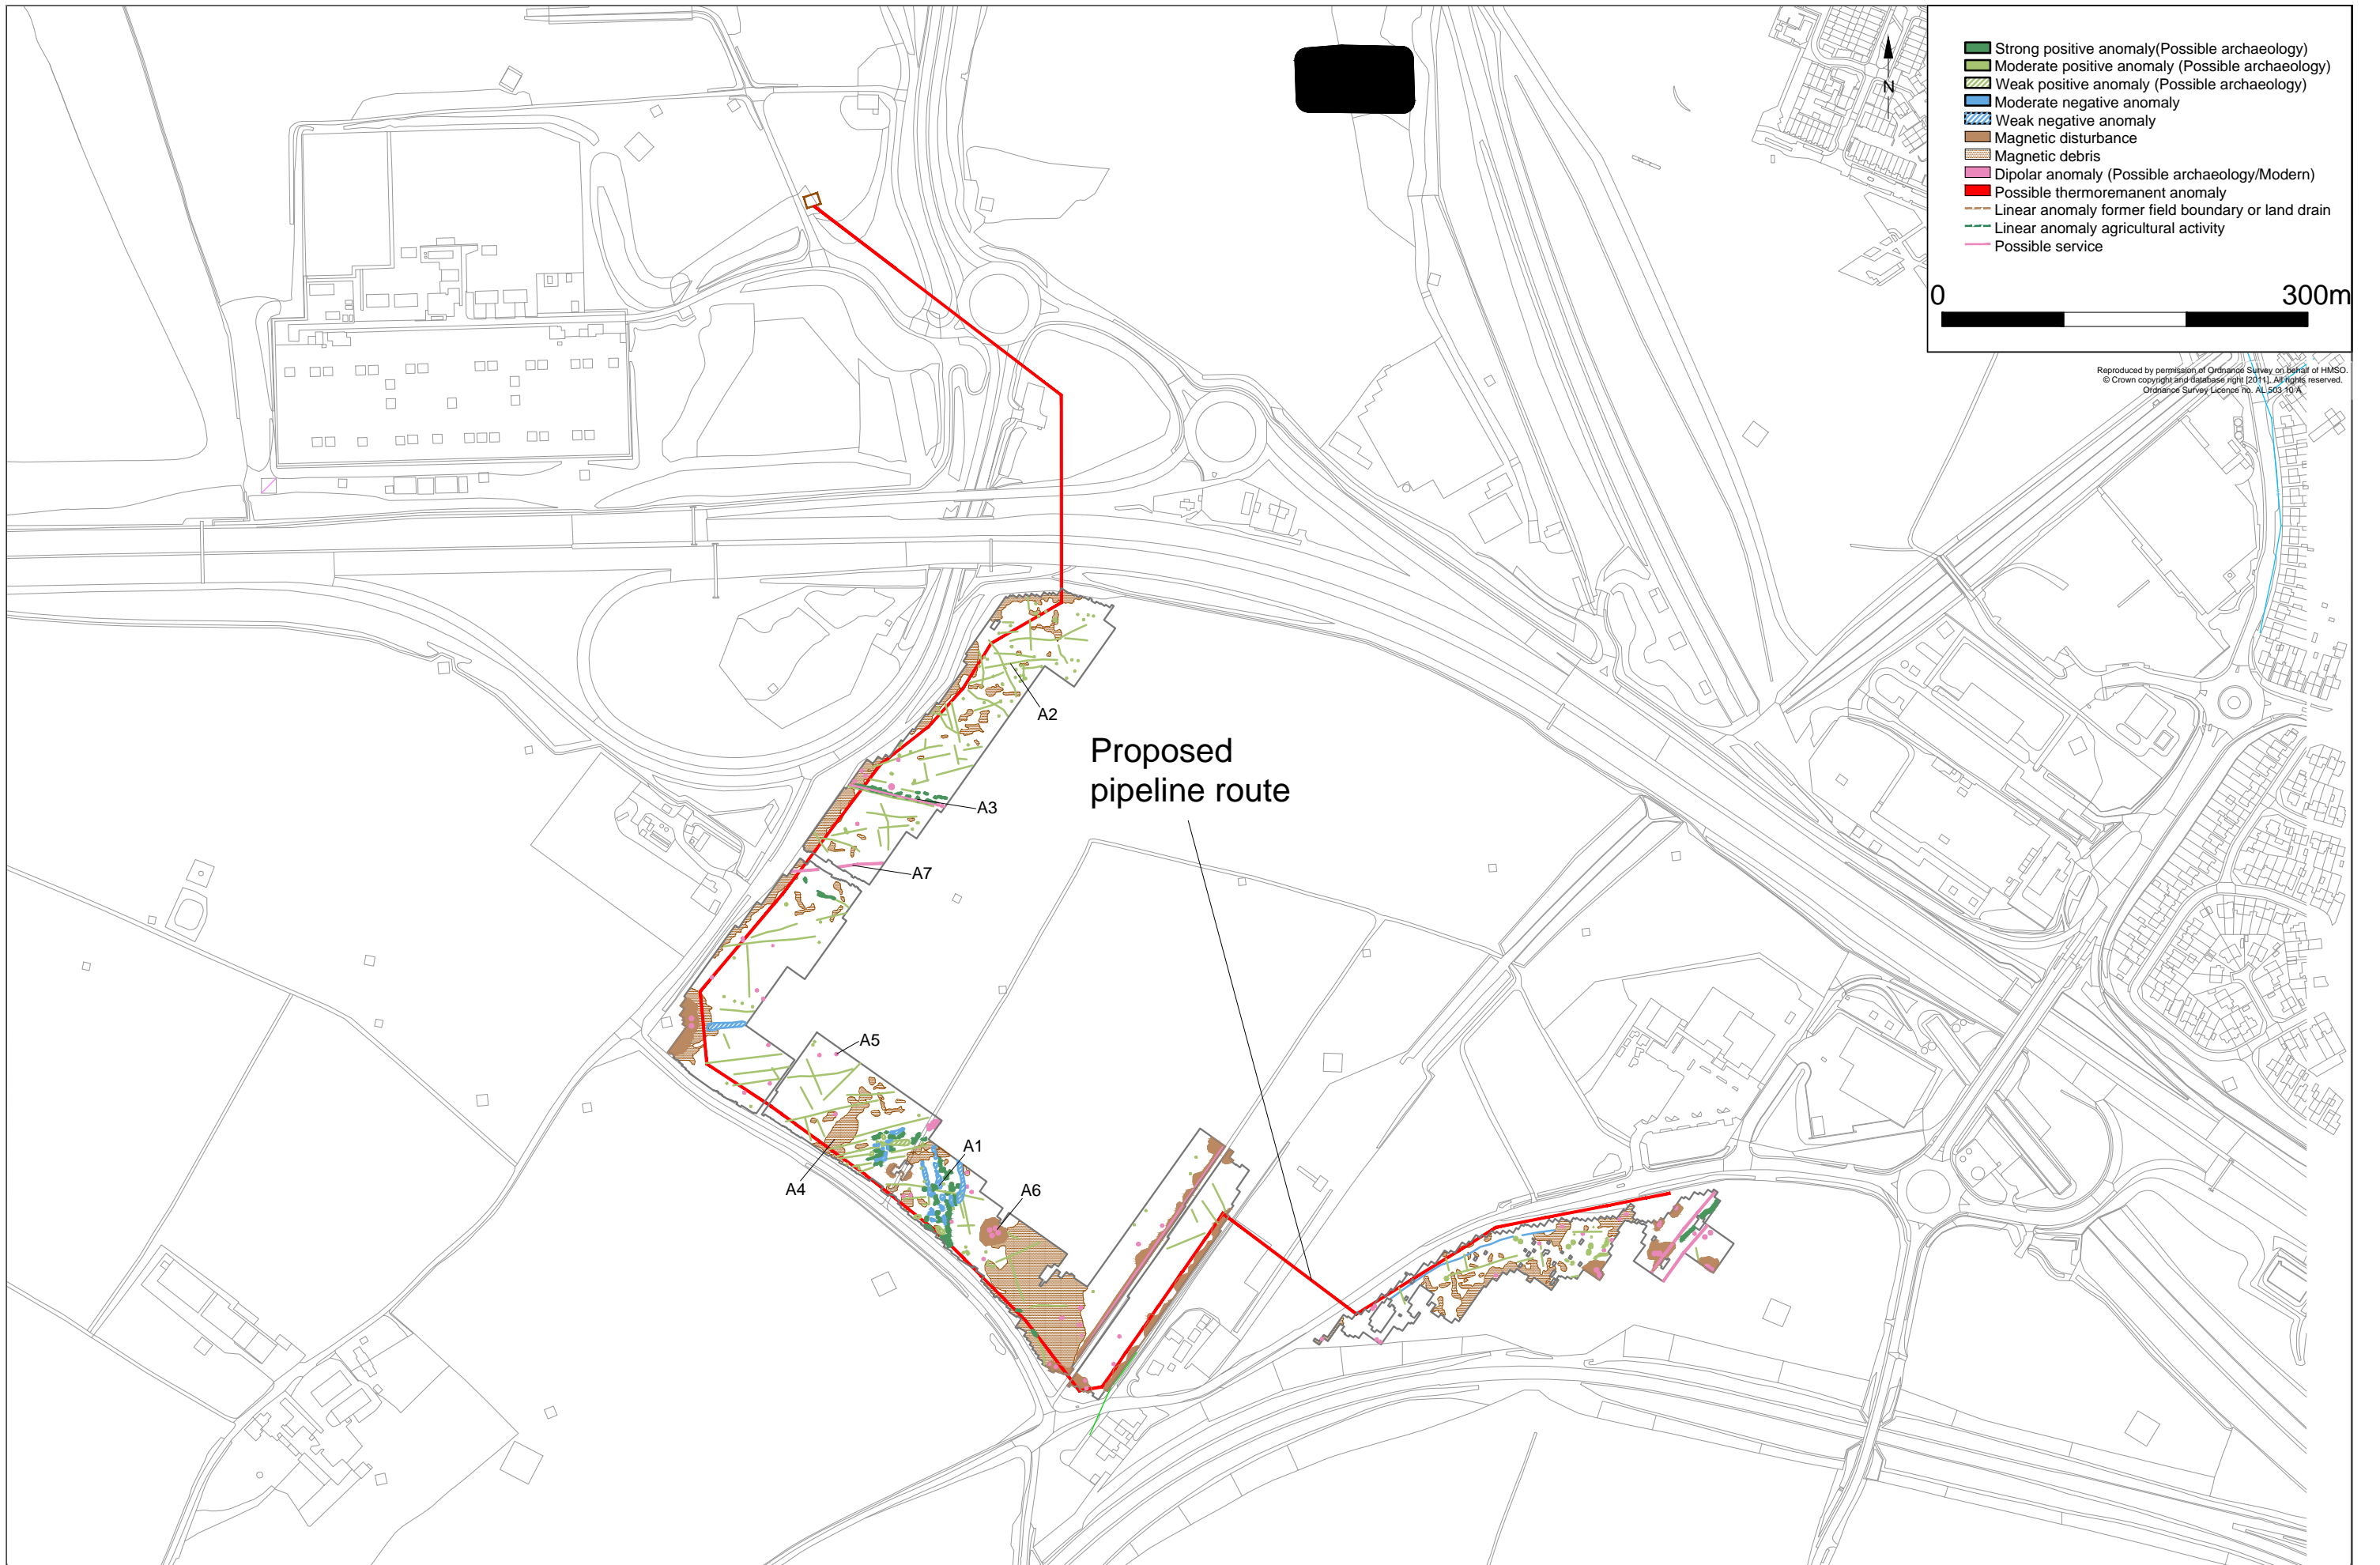 Strong positive anomaly(Possible archaeology)
Moderate positive anomaly (Possible archaeology)
Weak positive anomaly (Possible archaeology)
Moderate negative anomaly
Weak negative anomaly
Magnetic disturbance
Magnetic debris
Dipolar anomaly (Possible archaeology/Modern)
Possible thermoremanent anomaly
Linear anomaly former field boundary or land drain
Linear anomaly agricultural activity
Possible service
N
0 300m
Reproduced by permission of Ordnance Survey on behalf of HMSO.
© Crown copyright and database right [2011]. All rights reserved.
Ordnance Survey Licence no. AL 503 10 A
A2
Proposed
pipeline route
A3
A7
A5
A1
A4
A6